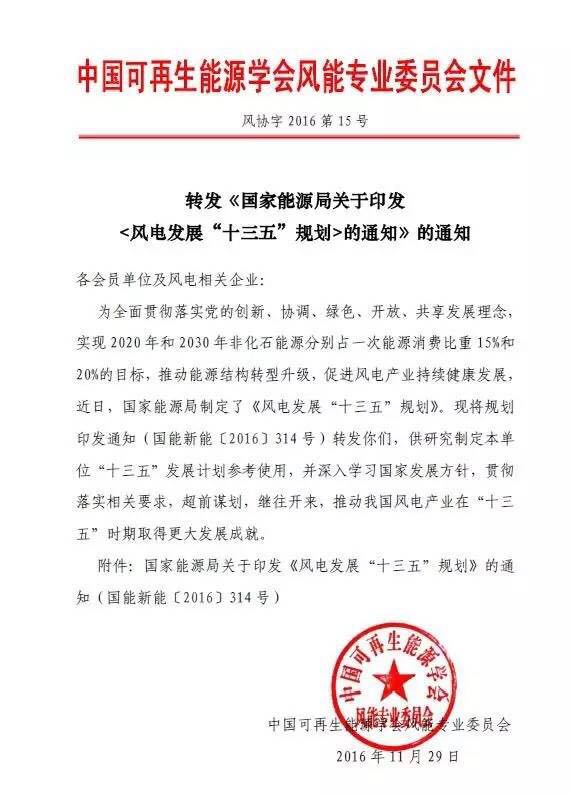 中国可再生能源学会风能专业委员会文件
风协字 2016 第 15 号
转发《国家能源局关于印发
<风电发展“十三五”规划>的通知》的通知
各会员单位及风电相关企业：
为全面贯彻落实党的创新、协调、绿色、开放、共享发展理念，
实现 2020 年和 2030 年非化石能源分别占一次能源消费比重 15%和
20%的目标，推动能源结构转型升级，促进风电产业持续健康发展，
近日，国家能源局制定了《风电发展“十三五”规划》。现将规划
印发通知（国能新能〔2016〕314 号）转发你们，供研究制定本单
位“十三五”发展计划参考使用，并深入学习国家发展方针，贯彻
落实相关要求，超前谋划，继往开来，推动我国风电产业在“十三
五”时期取得更大发展成就。
附件：国家能源局关于印发《风电发展“十三五”规划》的通
知（国能新能〔2016〕314 号）
中国可再生能源学会
风能专业委员会
中国可再生能源学会风能专业委员会
2016 年 11 月 29 日